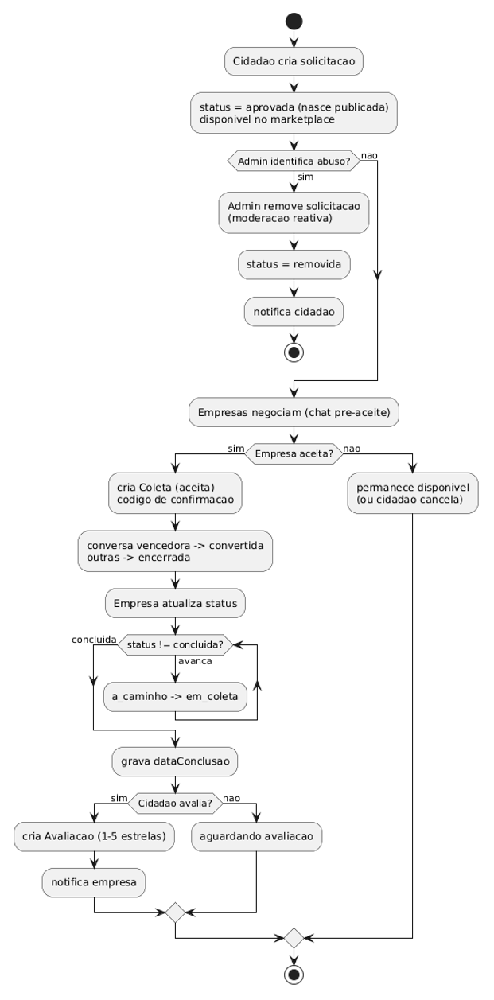 Cidadao cria solicitacao
status = aprovada (nasce publicada)
disponivel no marketplace
Admin identifica abuso?
nao
sim
Admin remove solicitacao
(moderacao reativa)
status = removida
notifica cidadao
Empresas negociam (chat pre-aceite)
sim
Empresa aceita?
nao
cria Coleta (aceita)
codigo de confirmacao
permanece disponivel
(ou cidadao cancela)
conversa vencedora -> convertida
outras -> encerrada
Empresa atualiza status
concluida
status != concluida?
avanca
a_caminho -> em_coleta
grava dataConclusao
sim
Cidadao avalia?
nao
cria Avaliacao (1-5 estrelas)
aguardando avaliacao
notifica empresa